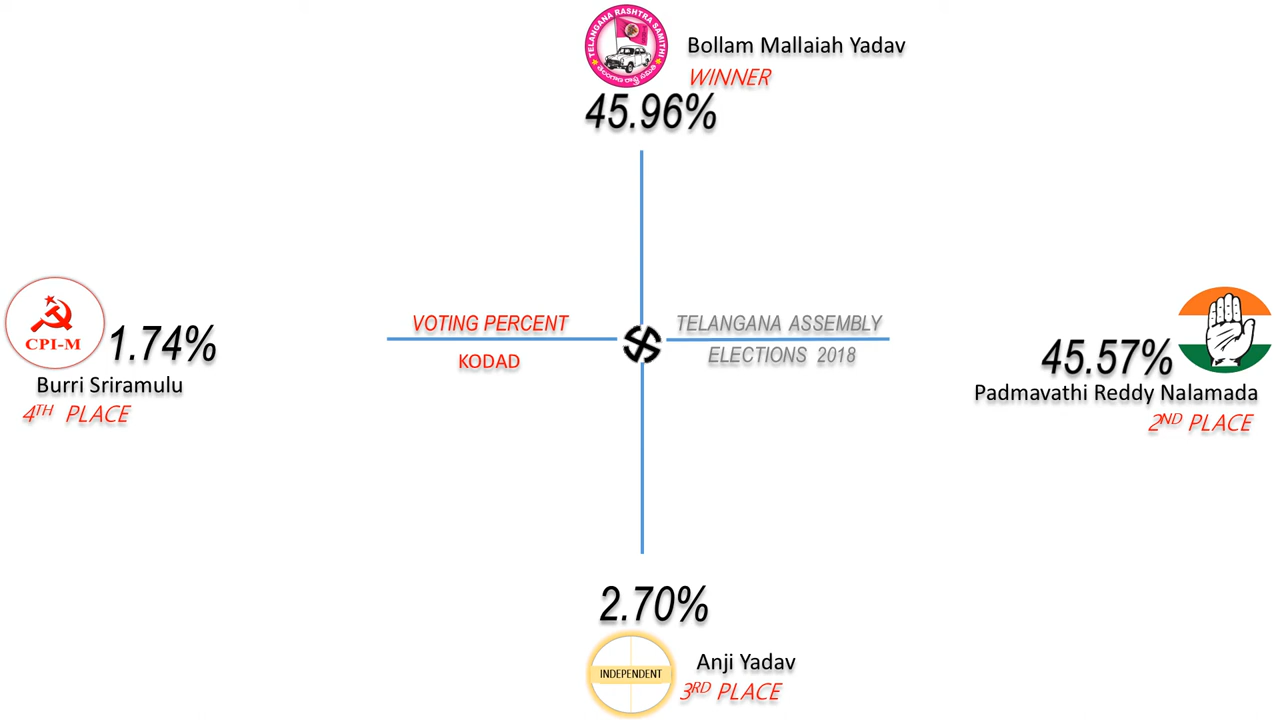 TELANGANA RASHTRA SAMITHI
తెలంగాణ రాష్ట్ర సమితి
Bollam Mallaiah Yadav
WINNER
45.96%
CPI-M
1.74%
Burri Sriramulu
4TH PLACE
VOTING PERCENT
KODAD
TELANGANA ASSEMBLY
ELECTIONS 2018
45.57%
Padmavathi Reddy Nalamada
2ND PLACE
2.70%
INDEPENDENT
Anji Yadav
3RD PLACE